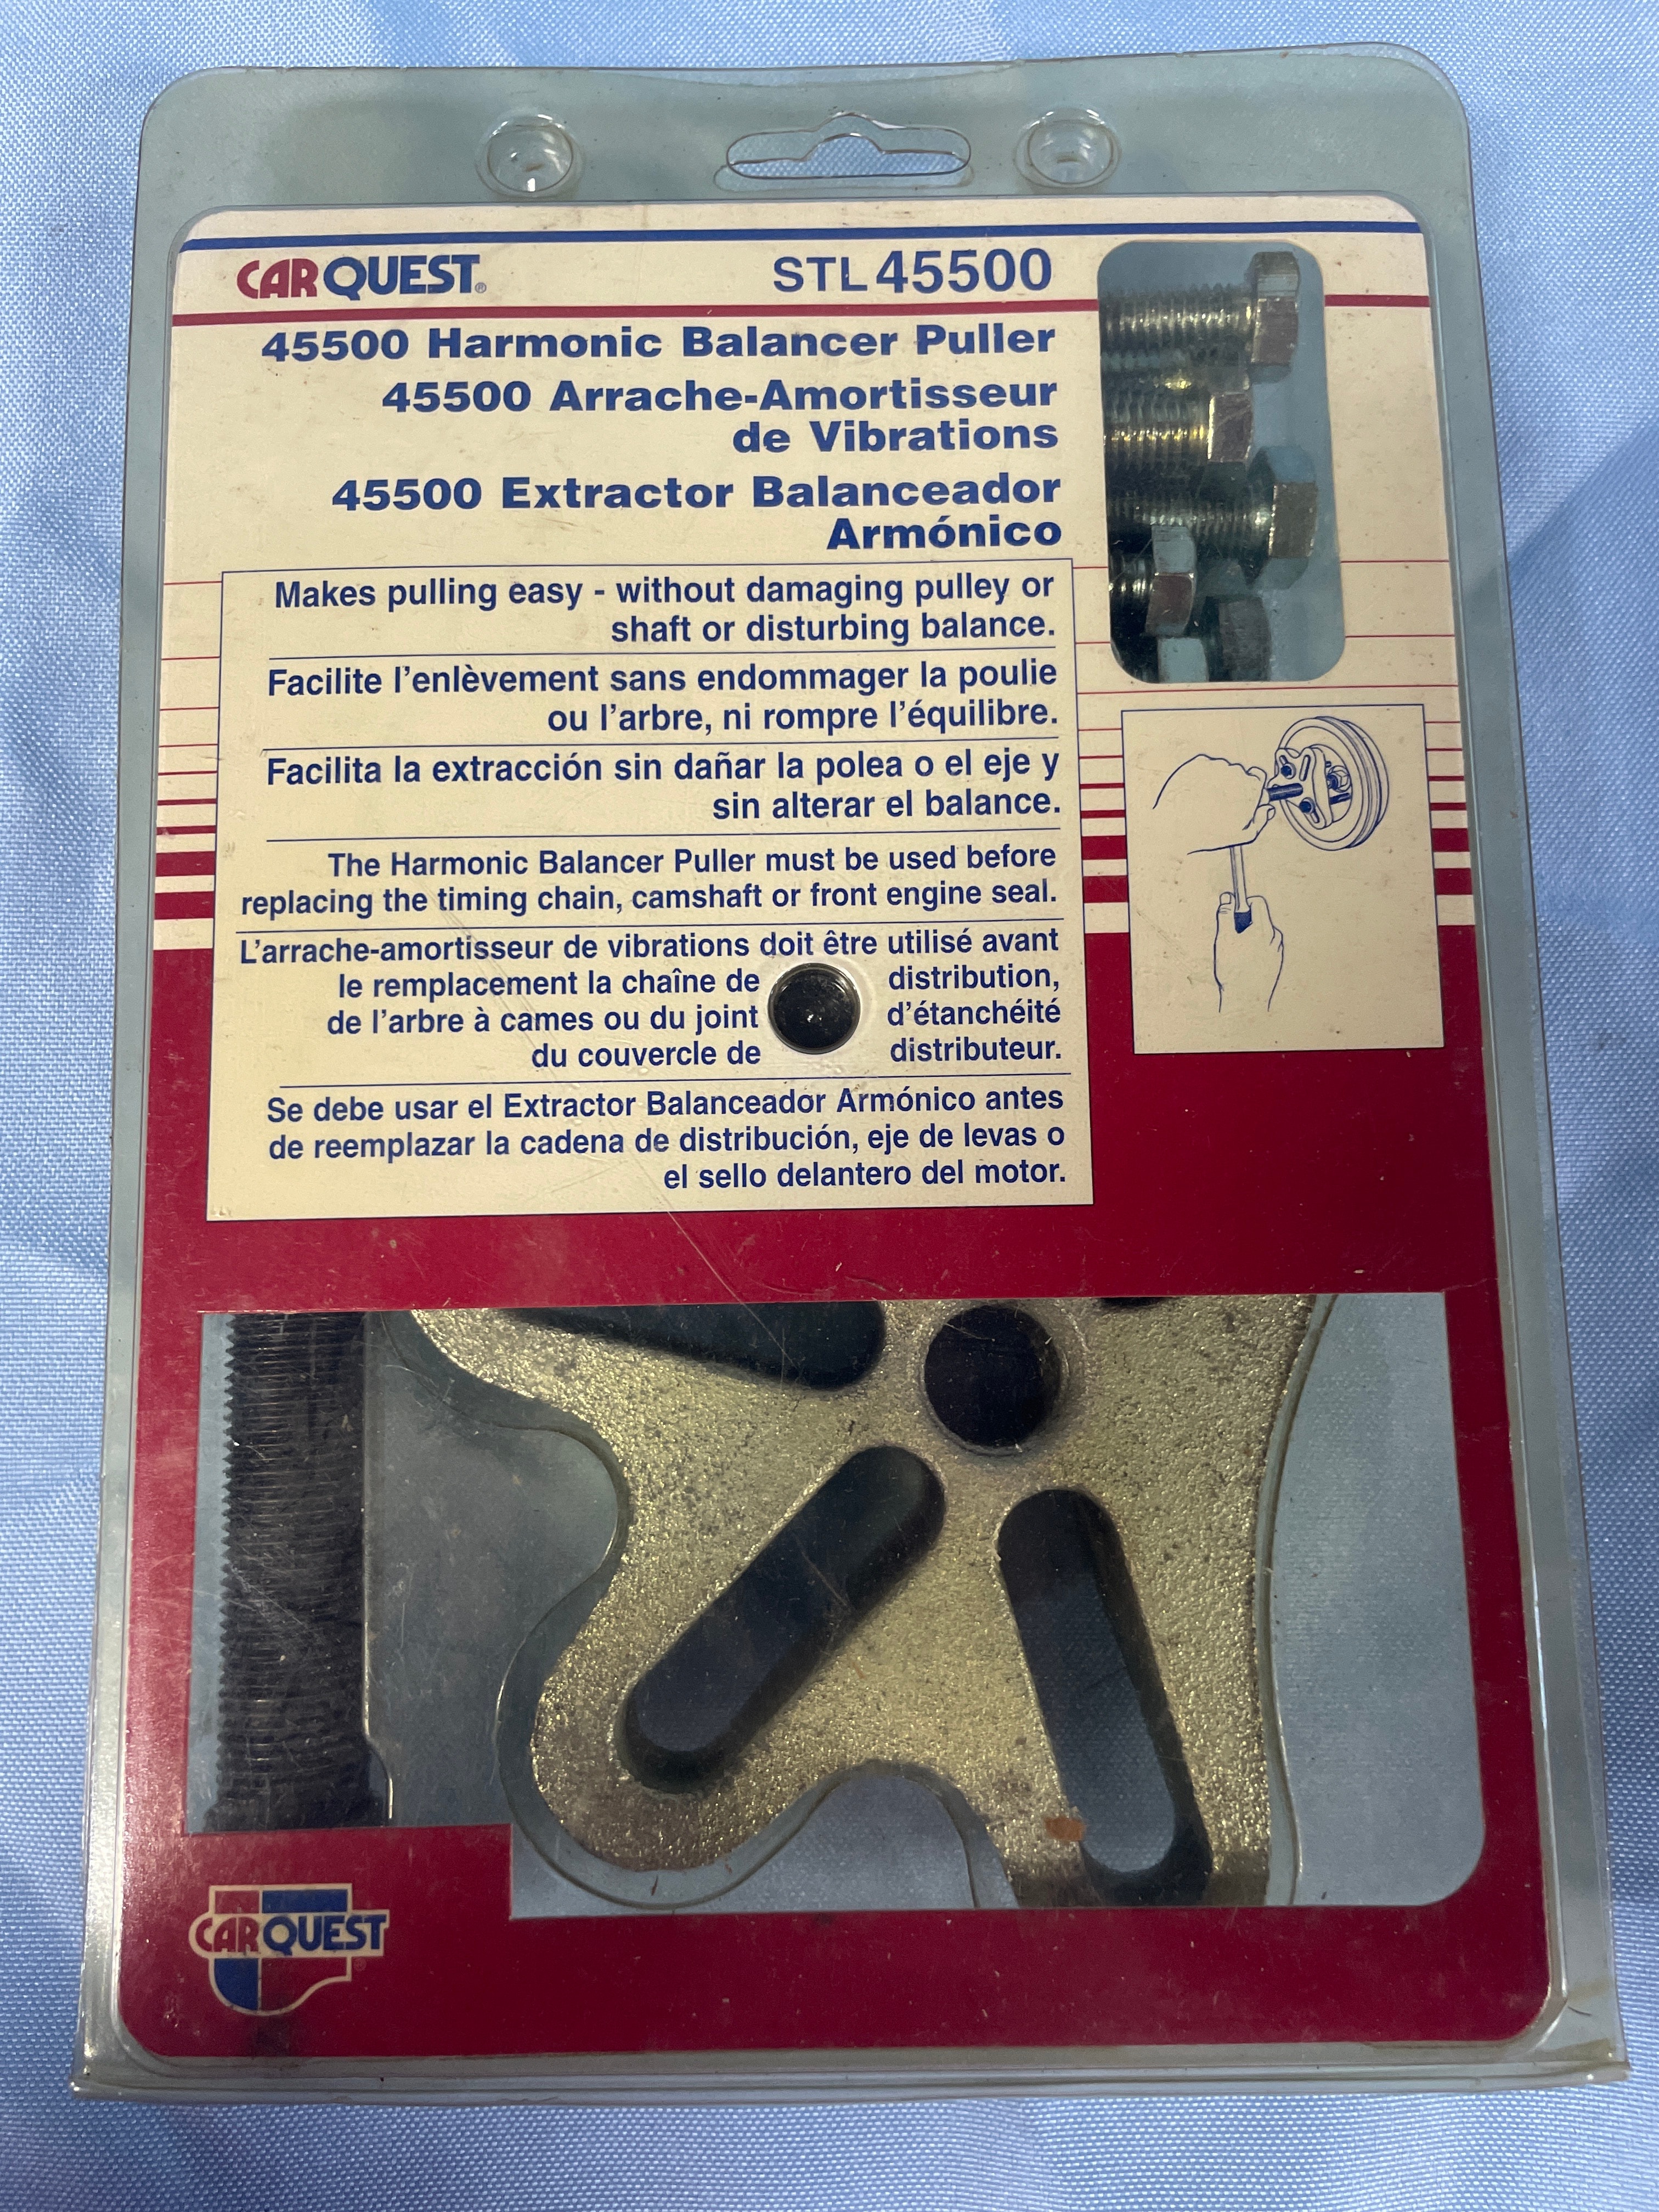 CARQUEST®
STL45500
45500 Harmonic Balancer Puller
45500 Arrache-Amortisseur
de Vibrations
45500 Extractor Balanceador
Armónico
Makes pulling easy - without damaging pulley or
shaft or disturbing balance.
Facilite l'enlèvement sans endommager la poulie
ou l'arbre, ni rompre l'équilibre.
Facilita la extracción sin dañar la polea o el eje y
sin alterar el balance.
The Harmonic Balancer Puller must be used before
replacing the timing chain, camshaft or front engine seal.
L'arrache-amortisseur de vibrations doit être utilisé avant
le remplacement la chaîne de distribution,
de l'arbre à cames ou du joint d'étanchéité
du couvercle de distributeur.
Se debe usar el Extractor Balanceador Armónico antes
de reemplazar la cadena de distribución, eje de levas o
el sello delantero del motor.
CARQUEST®